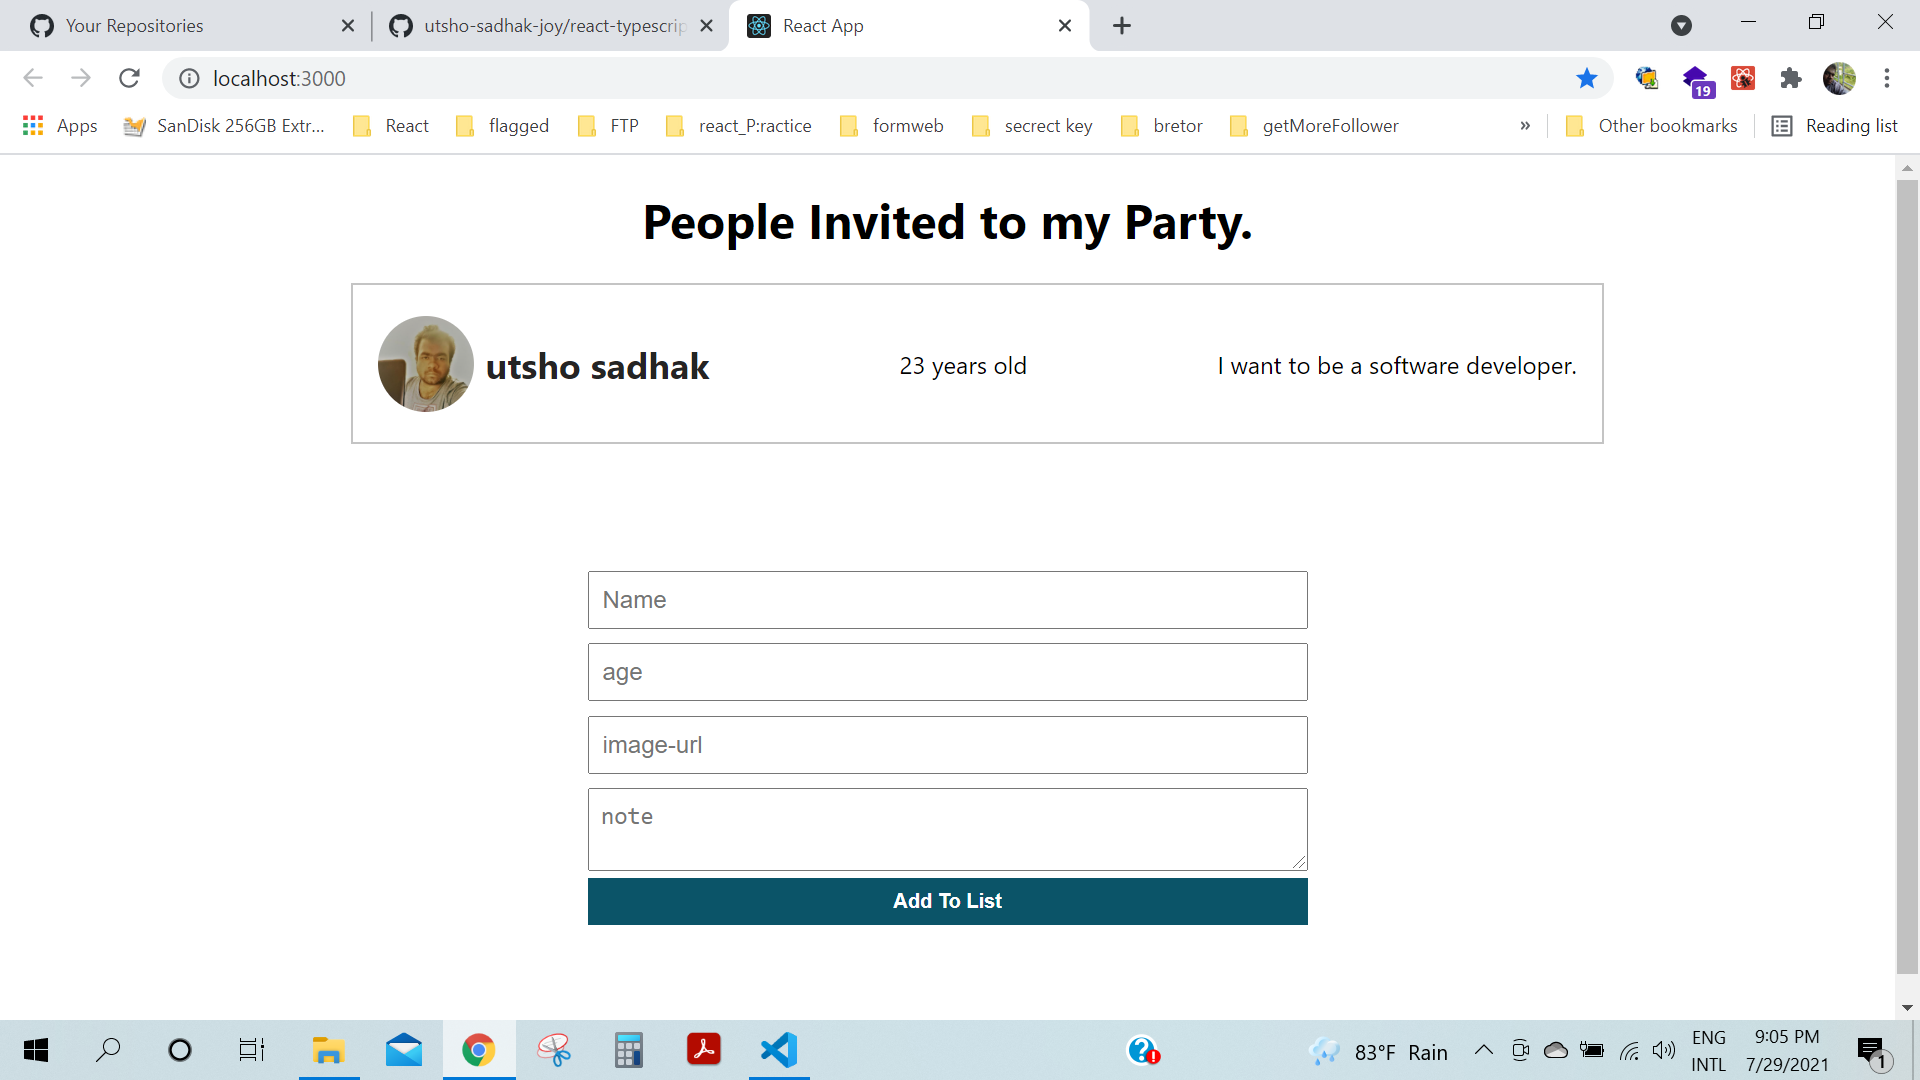 Your Repositories
utsho-sadhak-joy/react-typescrip
React App
localhost:3000
19
Apps
SanDisk 256GB Extr...
React
flagged
FTP
react_P:ractice
formweb
secrect key
bretor
getMoreFollower
»
Other bookmarks
Reading list
People Invited to my Party.
utsho sadhak
23 years old
I want to be a software developer.
Name
age
image-url
note
Add To List
83°F Rain
ENG
INTL
9:05 PM
7/29/2021
1